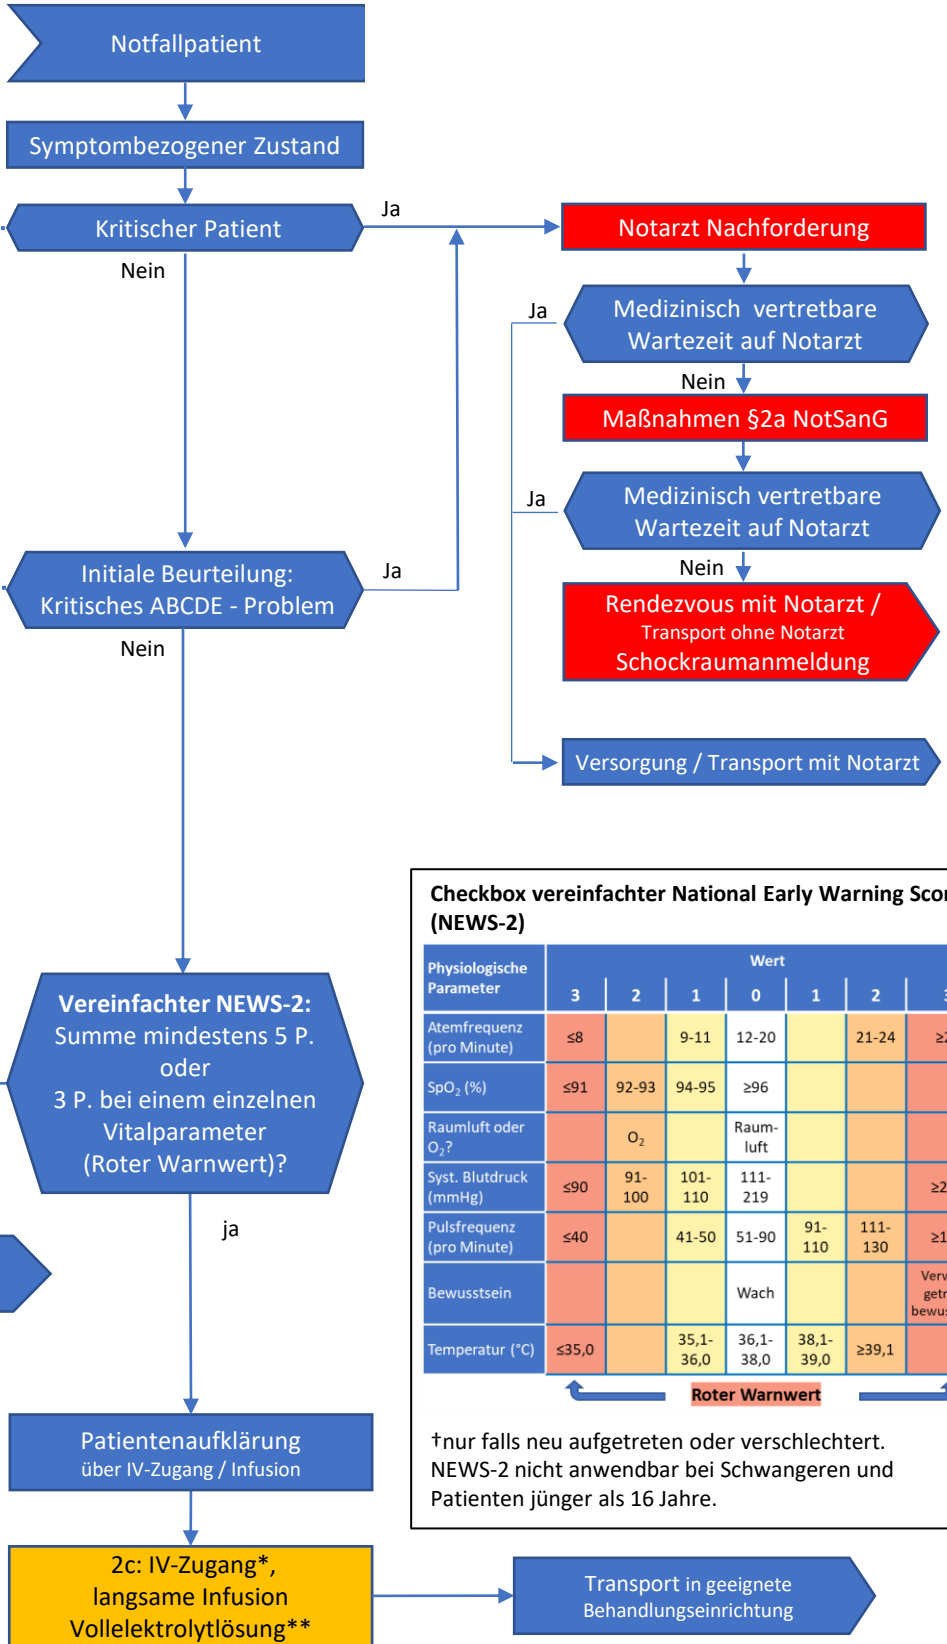 Notfallpatient
Symptombezogener Zustand
Kritischer Patient
Ja
Nein
Notarzt Nachforderung
Ja
Medizinisch vertretbare
Wartezeit auf Notarzt
Nein
Maßnahmen §2a NotSanG
Ja
Medizinisch vertretbare
Wartezeit auf Notarzt
Nein
Initiale Beurteilung:
Kritisches ABCDE - Problem
Ja
Nein
Rendezvous mit Notarzt /
Transport ohne Notarzt
Schockraumanmeldung
Versorgung / Transport mit Notarzt
Vereinfachter NEWS-2:
Summe mindestens 5 P.
oder
3 P. bei einem einzelnen
Vitalparameter
(Roter Warnwert)?
ja
Checkbox vereinfachter National Early Warning
(NEWS-2)
Physiologische
Parameter
Wert
3 2 1 0 1 2
Atemfrequenz
(pro Minute)
≤8 9-11 12-20 21-24
SpO₂ (%)
≤91 92-93 94-95 ≥96
Raumluft oder
O₂?
O₂
Raum-
luft
Syst. Blutdruck
(mmHg)
≤90
91-
100
101-
110
111-
219
Pulsfrequenz
(pro Minute)
≤40 41-50 51-90
91-
110
111-
130
Bewusstsein
Wach
Temperatur (°C)
≤35,0
35,1-
36,0
36,1-
38,0
38,1-
39,0
≥39,1
Roter Warnwert
†nur falls neu aufgetreten oder verschlechtert.
NEWS-2 nicht anwendbar bei Schwangeren und
Patienten jünger als 16 Jahre.
Patientenaufklärung
über IV-Zugang / Infusion
2c: IV-Zugang*,
langsame Infusion
Vollelektrolytlösung**
Transport in geeignete
Behandlungseinrichtung